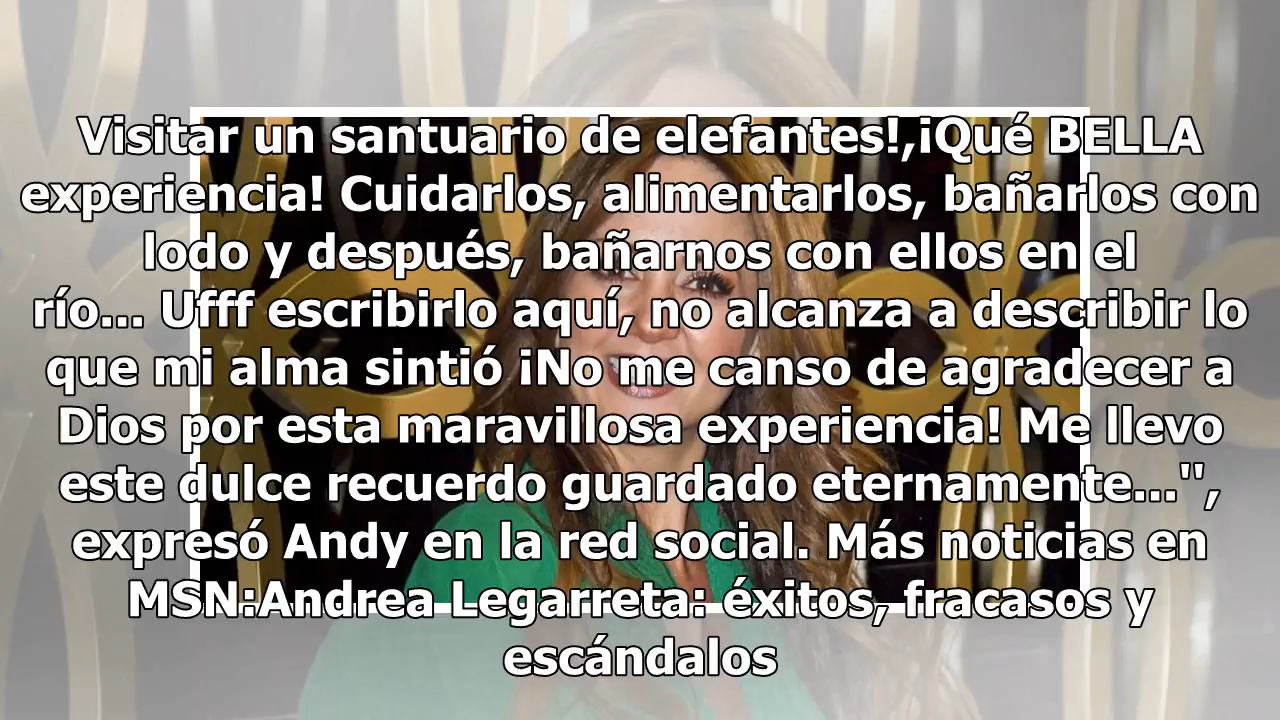 Visitar un santuario de elefantes!,¡Qué BELLA
experiencia! Cuidarlos, alimentarlos, bañarlos con
lodo y después, bañarnos con ellos en el
río... Ufff escribirlo aquí, no alcanza a describir lo
que mi alma sintió ¡No me canso de agradecer a
Dios por esta maravillosa experiencia! Me llevo
este dulce recuerdo guardado eternamente...'',
expresó Andy en la red social. Más noticias en
MSN:Andrea Legarreta: éxitos, fracasos y
escándalos